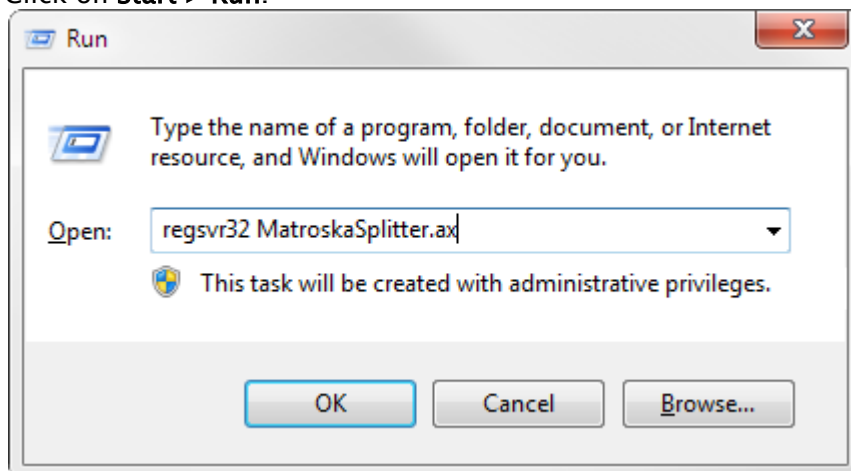 Click on Start > Run.
Run
Type the name of a program, folder, document, or Internet
resource, and Windows will open it for you.
Open: regsvr32 MatroskaSplitter.ax
This task will be created with administrative privileges.
OK Cancel Browse...